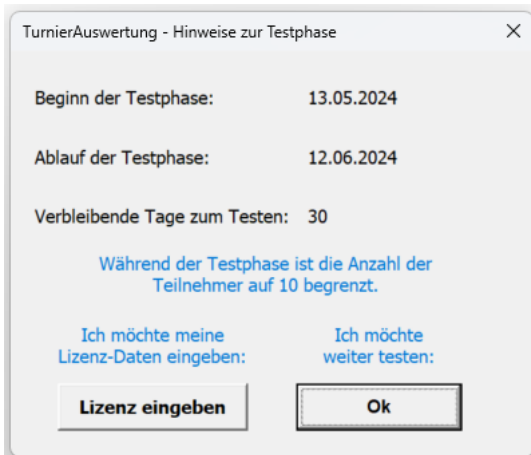 TurnierAuswertung - Hinweise zur Testphase
Beginn der Testphase: 13.05.2024
Ablauf der Testphase: 12.06.2024
Verbleibende Tage zum Testen: 30
Während der Testphase ist die Anzahl der
Teilnehmer auf 10 begrenzt.
Ich möchte meine
Lizenz-Daten eingeben:
Ich möchte
weiter testen:
Lizenz eingeben
Ok